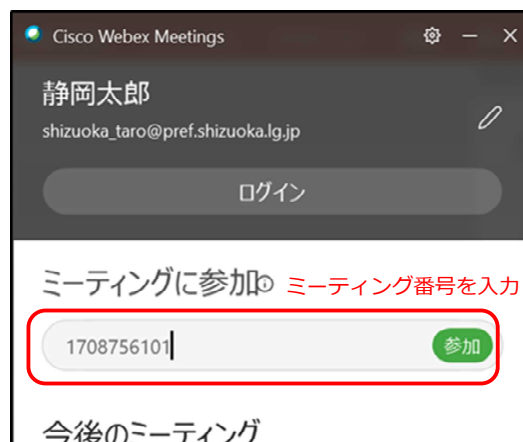 Cisco Webex Meetings
静岡太郎
shizuoka_taro@pref.shizuoka.lg.jp
ログイン
ミーティングに参加 ミーティング番号を入力
1708756101 参加
今後のミーティング